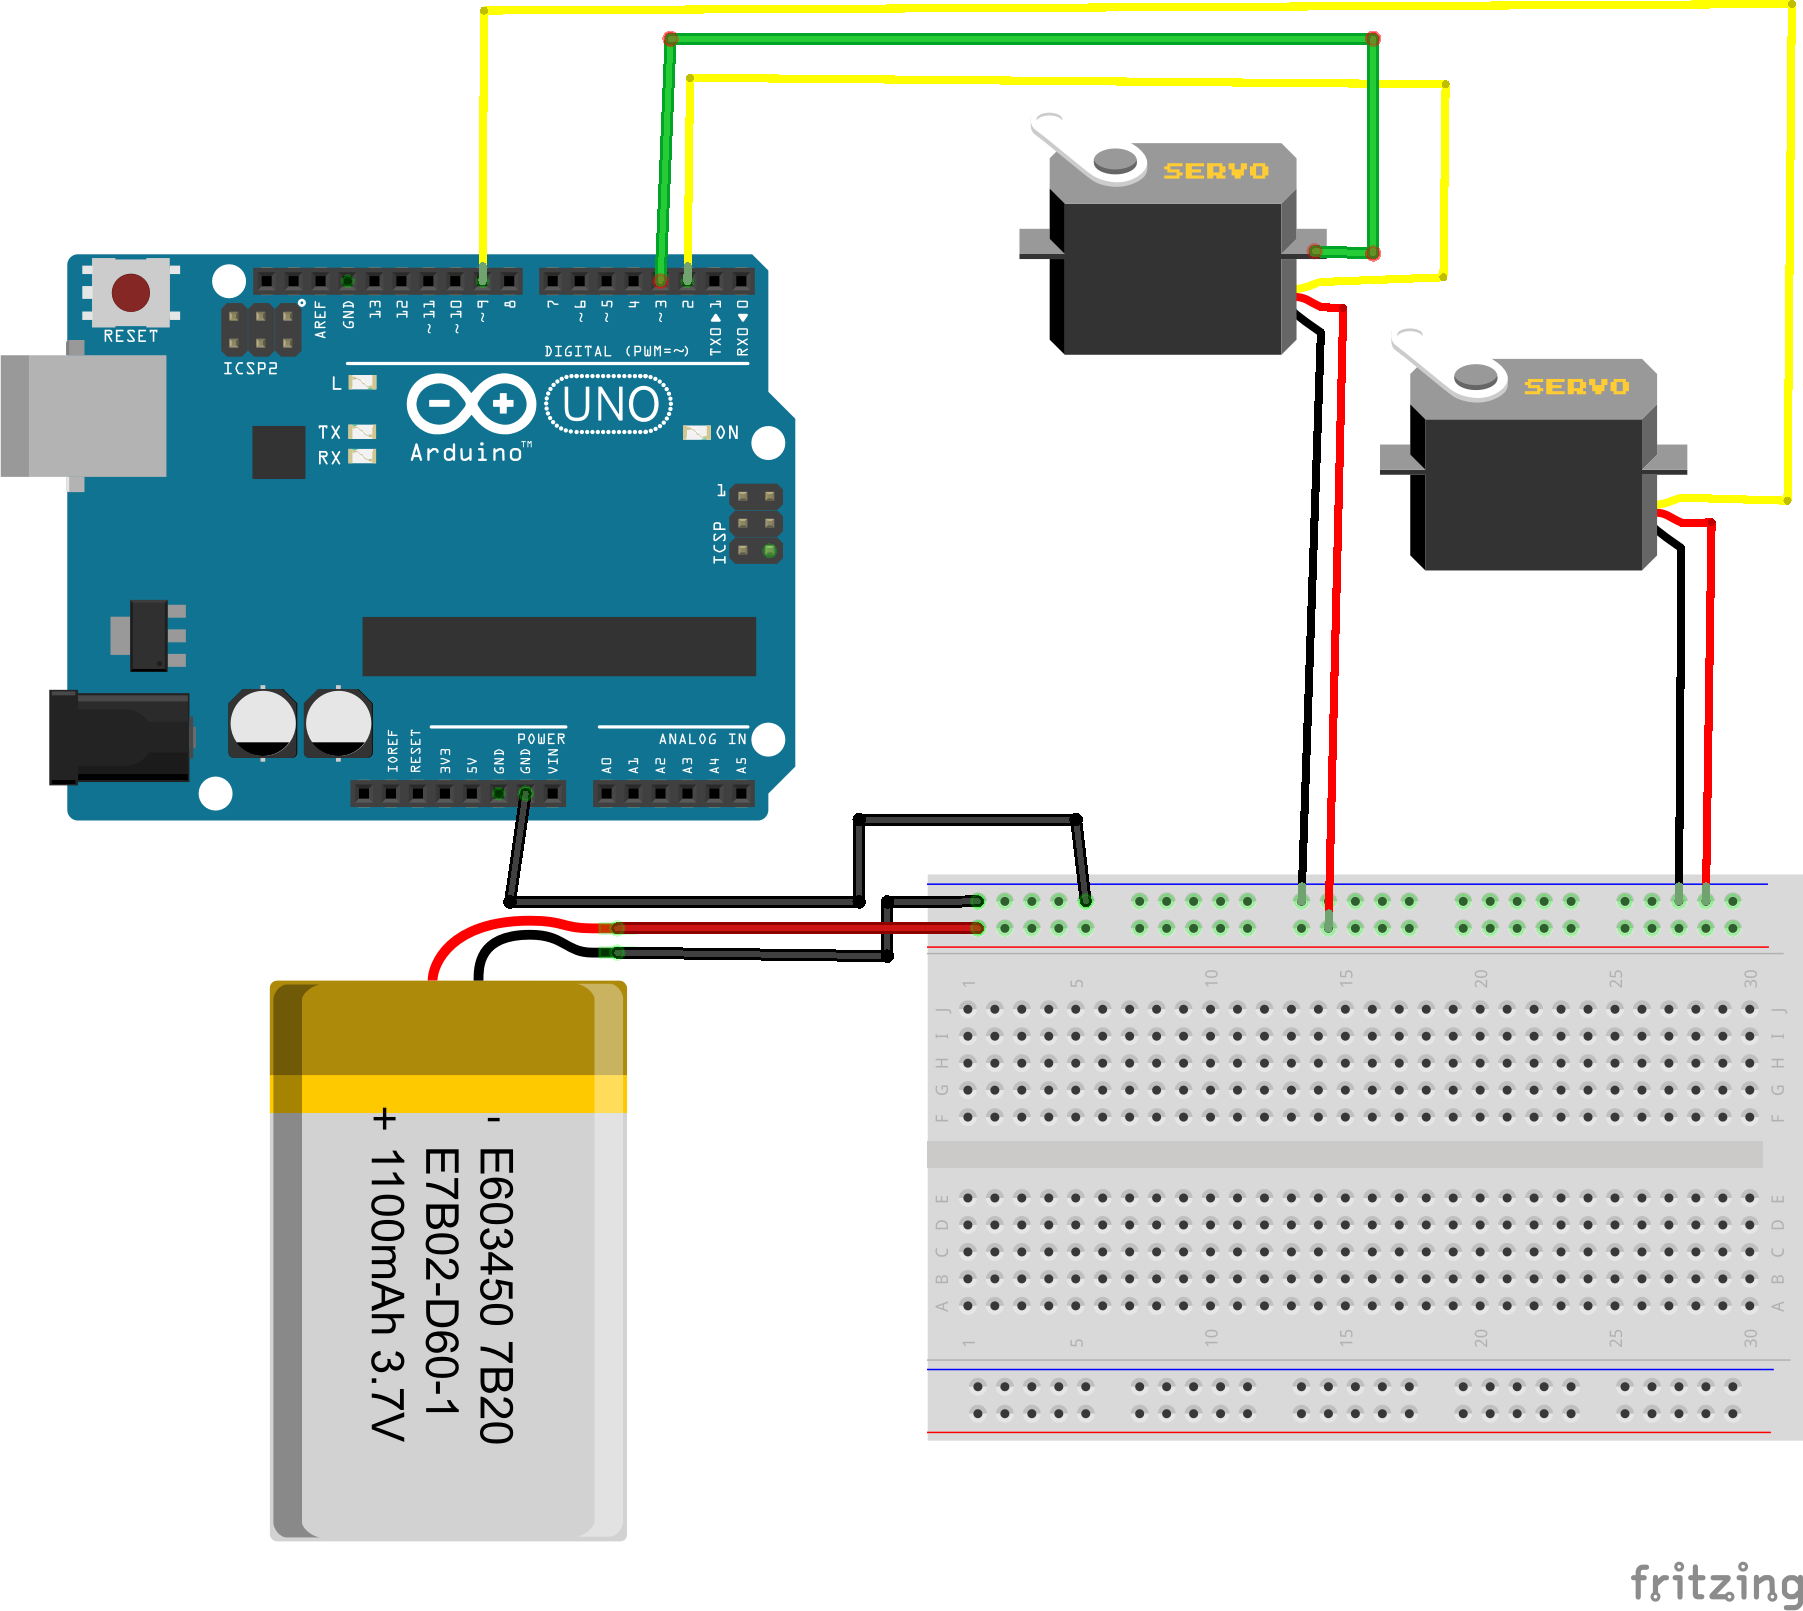 SERVO
SERVO
RESET
ICSP2
AREF
GND
13
12
~11
~10
~9
8
7
~6
~5
4
~3
2
TX0 1
RX0 0
DIGITAL (PWM=~)
L
TX
RX
UNO
Arduino™
ON
1
ICSP
IOREF
RESET
3V3
5V
GND
GND
VIN
POWER
A0
A1
A2
A3
A4
A5
ANALOG IN
- E603450 7B20
E7B02-D60-1
+ 1100mAh 3.7V
1 5 10 15 20 25 30
J J
I I
H H
G G
F F
E E
D D
C C
B B
A A
1 5 10 15 20 25 30
fritzing